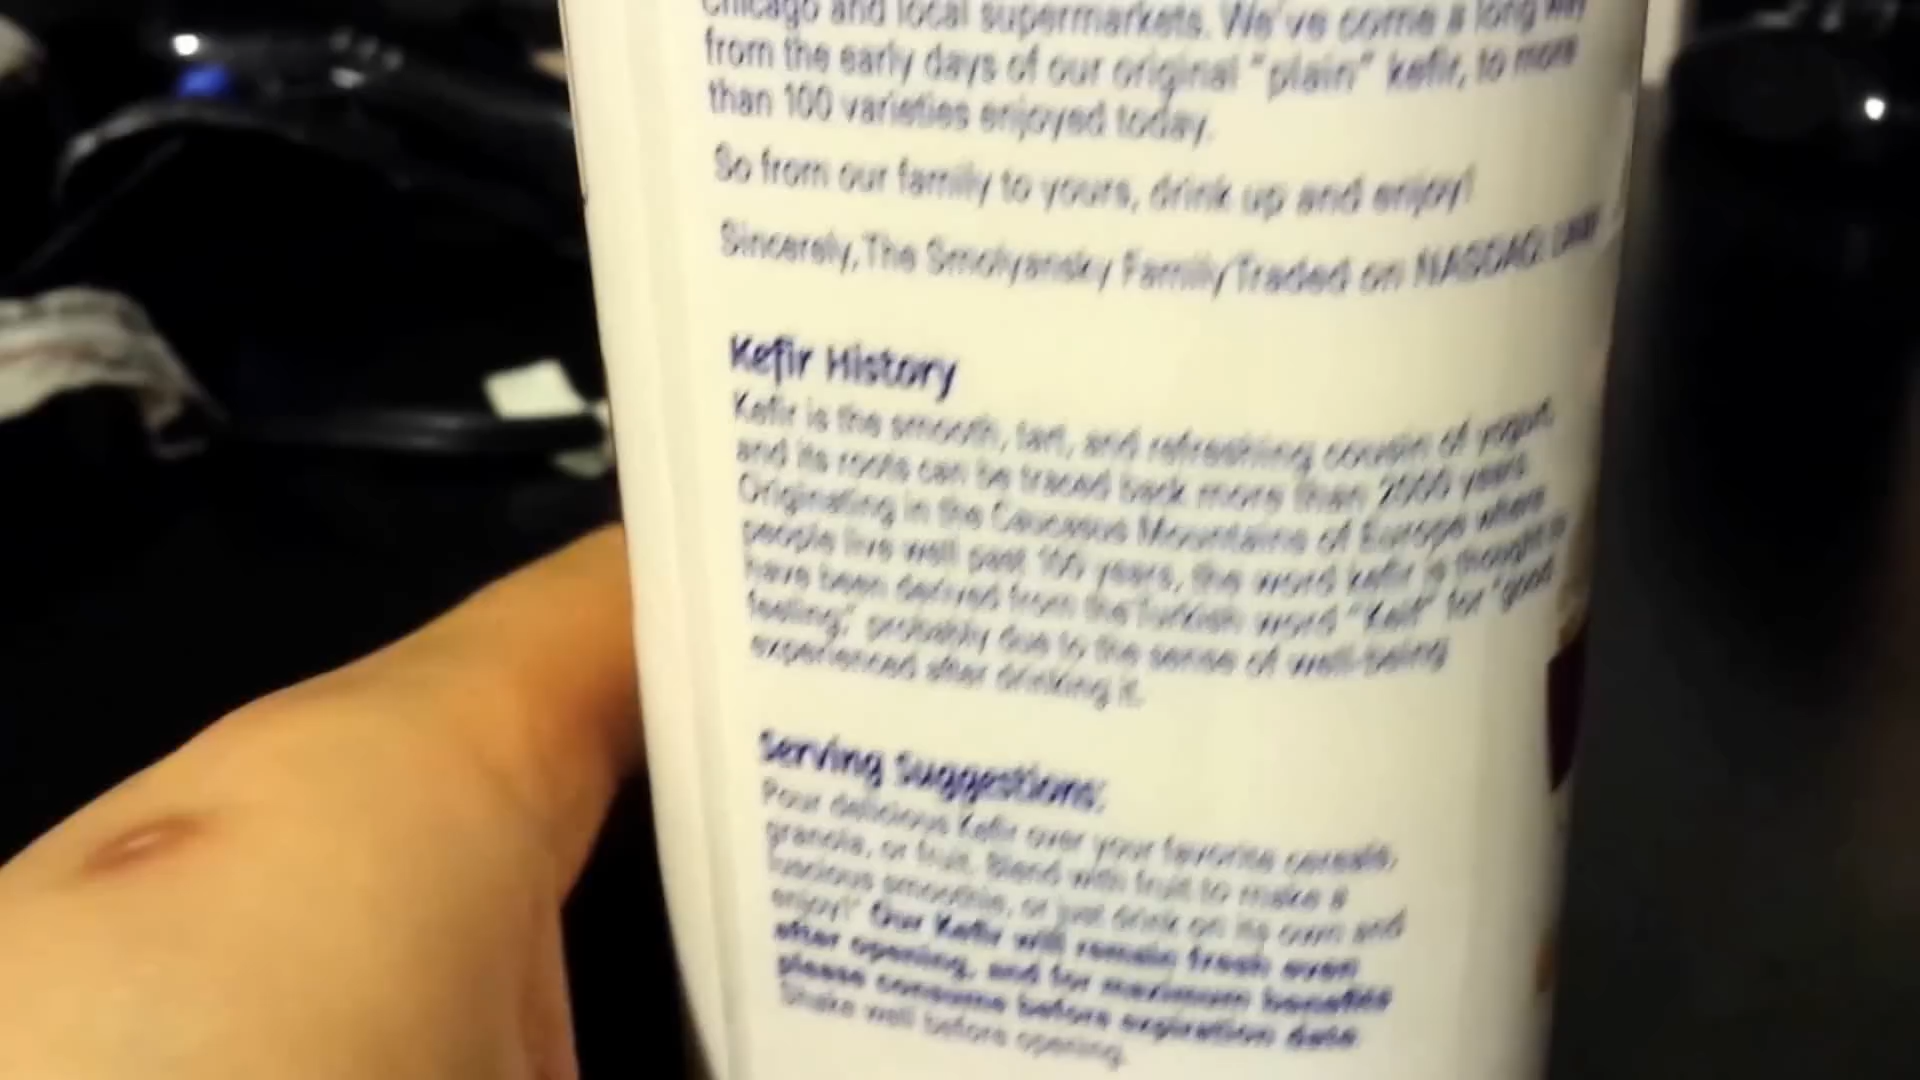 Chicago and local supermarkets. We've come a long way
from the early days of our original "plain" kefir, to more
than 100 varieties enjoyed today.
So from our family to yours, drink up and enjoy!
Sincerely, The Smolyansky Family Traded on NASDAQ:
Kefir History
Kefir is the smooth, tart, and refreshing cousin of yogurt,
and its roots can be traced back more than 2000 years.
Originating in the Caucasus Mountains of Europe where
people live well past 100 years, the word kefir is thought to
have been derived from the Turkish word "Keif" for "good
feeling," probably due to the sense of well-being
experienced after drinking it.
Serving Suggestions:
Pour delicious Kefir over your favorite cereals,
granola, or fruit. Blend with fruit to make a
luscious smoothie, or just drink on its own and
enjoy! Our Kefir will remain fresh even
after opening, and for maximum benefits
please consume before expiration date.
Shake well before opening.